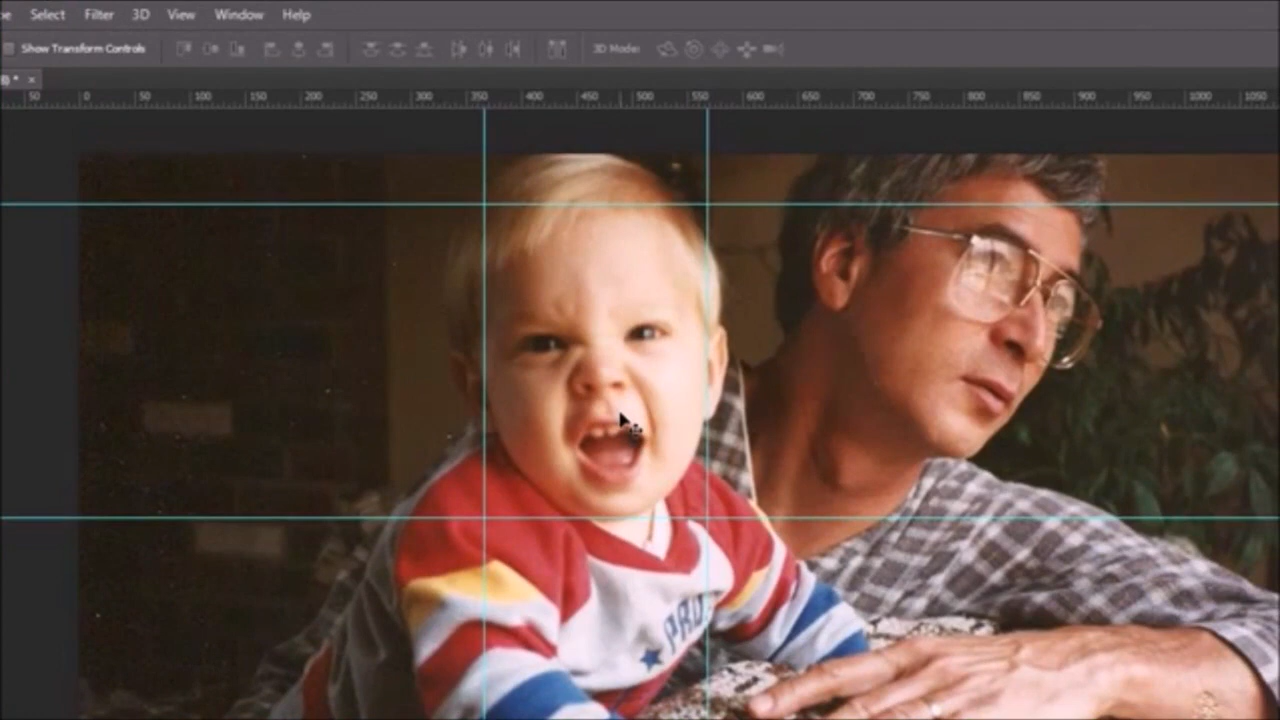 Select Filter 3D View Window Help
Show Transform Controls 3D Mode:
50 0 50 100 150 200 250 300 350 400 450 500 550 600 650 700 750 800 850 900 950 1000 1050